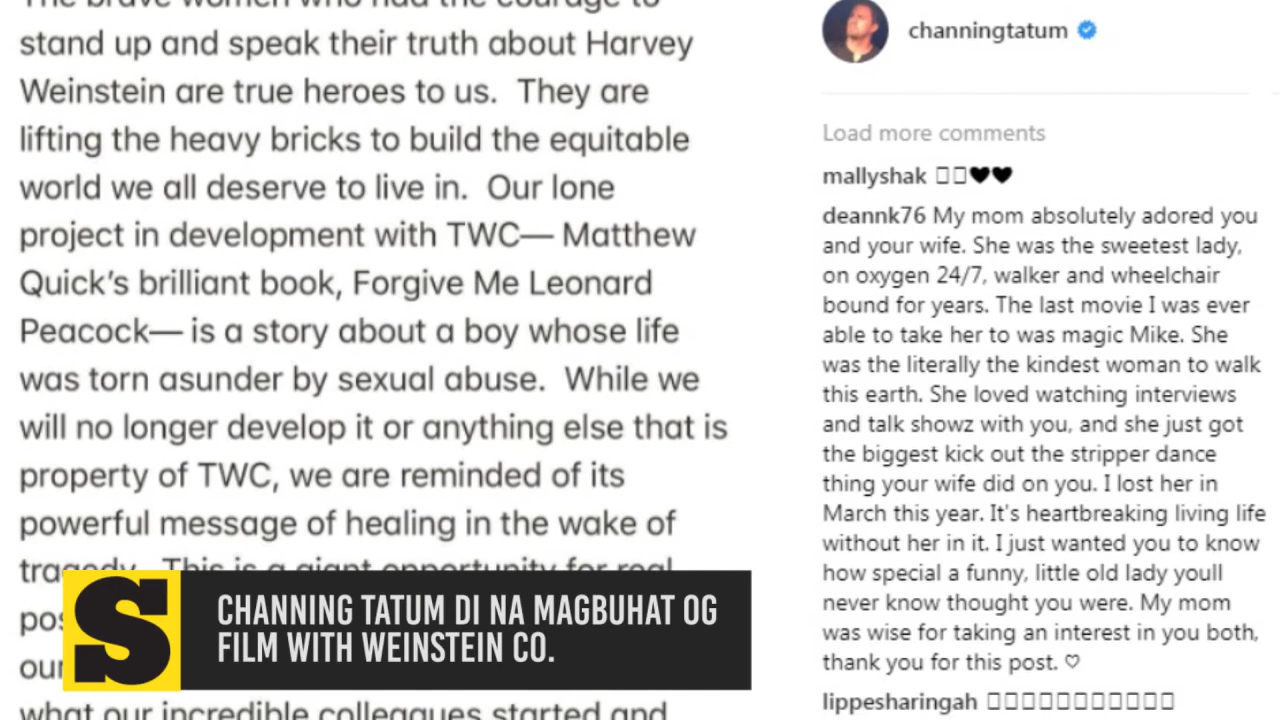 The brave women who had the courage to
stand up and speak their truth about Harvey
Weinstein are true heroes to us. They are
lifting the heavy bricks to build the equitable
world we all deserve to live in. Our lone
project in development with TWC— Matthew
Quick's brilliant book, Forgive Me Leonard
Peacock— is a story about a boy whose life
was torn asunder by sexual abuse. While we
will no longer develop it or anything else that is
property of TWC, we are reminded of its
powerful message of healing in the wake of
tragedy. This is a giant opportunity for real
pos
our
what our incredible colleagues started and
S
CHANNING TATUM DI NA MAGBUHAT OG
FILM WITH WEINSTEIN CO.
channingtatum
Load more comments
mallyshak ♥♥
deannk76 My mom absolutely adored you
and your wife. She was the sweetest lady,
on oxygen 24/7, walker and wheelchair
bound for years. The last movie I was ever
able to take her to was magic Mike. She
was the literally the kindest woman to walk
this earth. She loved watching interviews
and talk showz with you, and she just got
the biggest kick out the stripper dance
thing your wife did on you. I lost her in
March this year. It's heartbreaking living life
without her in it. I just wanted you to know
how special a funny, little old lady youll
never know thought you were. My mom
was wise for taking an interest in you both,
thank you for this post. ♡
lippesharingah